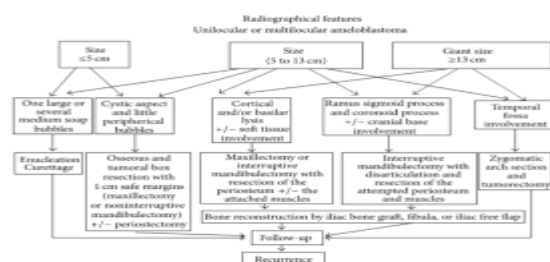 Radiographical features
Unilocular or multilocular ameloblastoma
Size
≤5 cm
Size
(5 to 13 cm)
Giant size
≥13 cm
One large or
several
medium soap
bubbles
Cystic aspect
and little
peripherical
bubbles
Cortical
and/or basilar
lysis
+/− soft tissue
involvement
Ramus sigmoid process
and coronoid process
+/− cranial base
involvement
Temporal
fossa
involvement
Enucleation
Curettage
Osseous and
tumoral box
resection with
1 cm safe margins
(maxillectomy
or noninterruptive
mandibulectomy)
+/− periostectomy
Maxillectomy or
interruptive
mandibulectomy with
resection of the
periosteum +/− the
attached muscles
Interruptive
mandibulectomy with
disarticulation and
resection of the
attempted periosteum
and muscles
Zygomatic
arch section
and
tumorectomy
Bone reconstruction by iliac bone graft, fibula, or iliac free flap
Follow-up
Recurrence